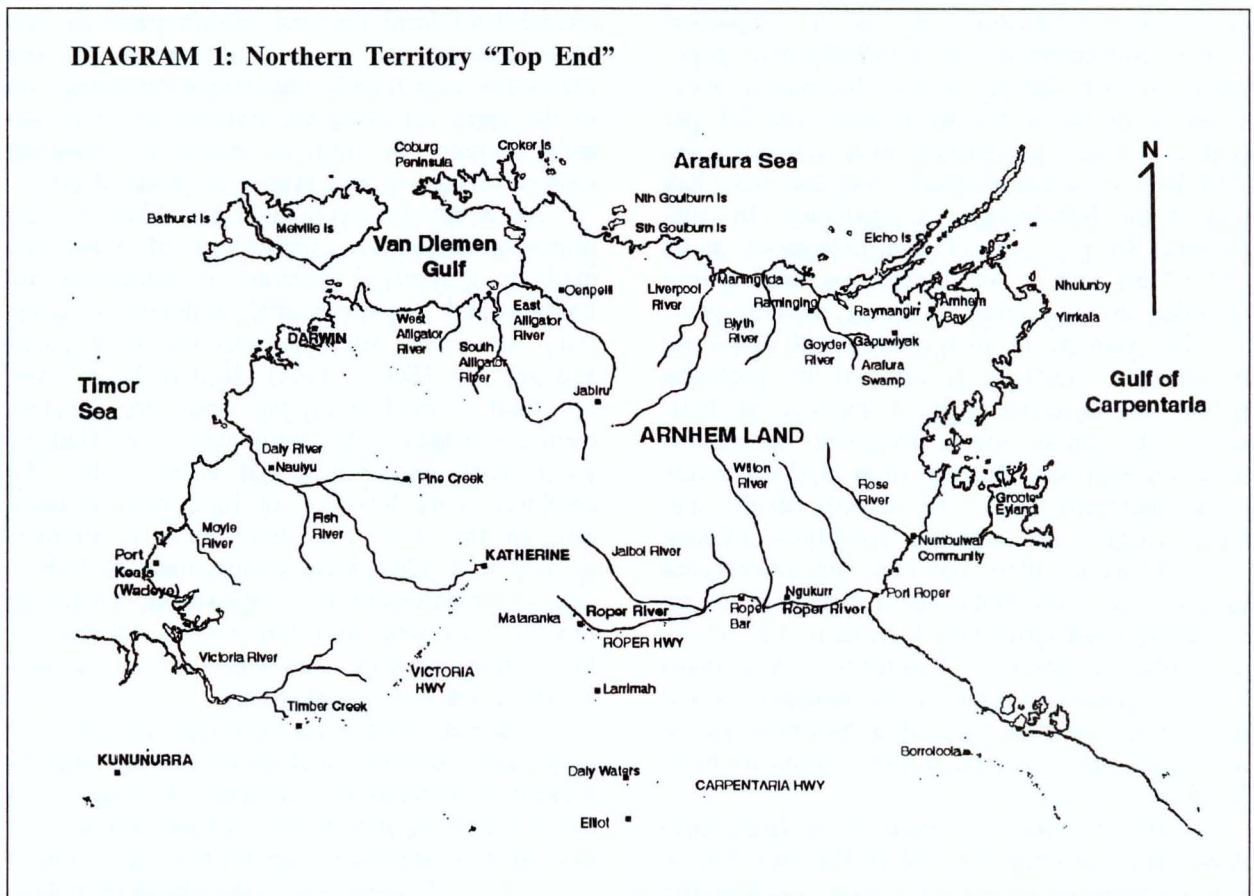 DIAGRAM 1: Northern Territory “Top End”
Coburg
Peninsula
Croker Is
Arafura Sea
N
Bathurst Is
Melville Is
Nth Goulburn Is
Sth Goulburn Is
Elcho Is
Van Diemen
Gulf
Oenpelli
Liverpool
River
Maningrida
Ramingining
Raymangirr
Arnhem
Bay
Nhulunby
Yirrkala
DARWIN
West
Alligator
River
East
Alligator
River
South
Alligator
River
Blyth
River
Goyder
River
Gapuwiyak
Arafura
Swamp
Timor
Sea
Jabiru
Gulf of
Carpentaria
ARNHEM LAND
Daly River
Nauiyu
Pine Creek
Wilton
River
Rose
River
Groote
Eylandt
Moyle
River
Fish
River
Port
Keats
(Wadeye)
KATHERINE
Jalboi River
Numbulwar
Community
Mataranka
Roper River
Roper
Bar
Ngukurr
Roper River
Port Roper
ROPER HWY
Victoria River
VICTORIA
HWY
Larrimah
Timber Creek
KUNUNURRA
Borroloola
Daly Waters
CARPENTARIA HWY
Elliot